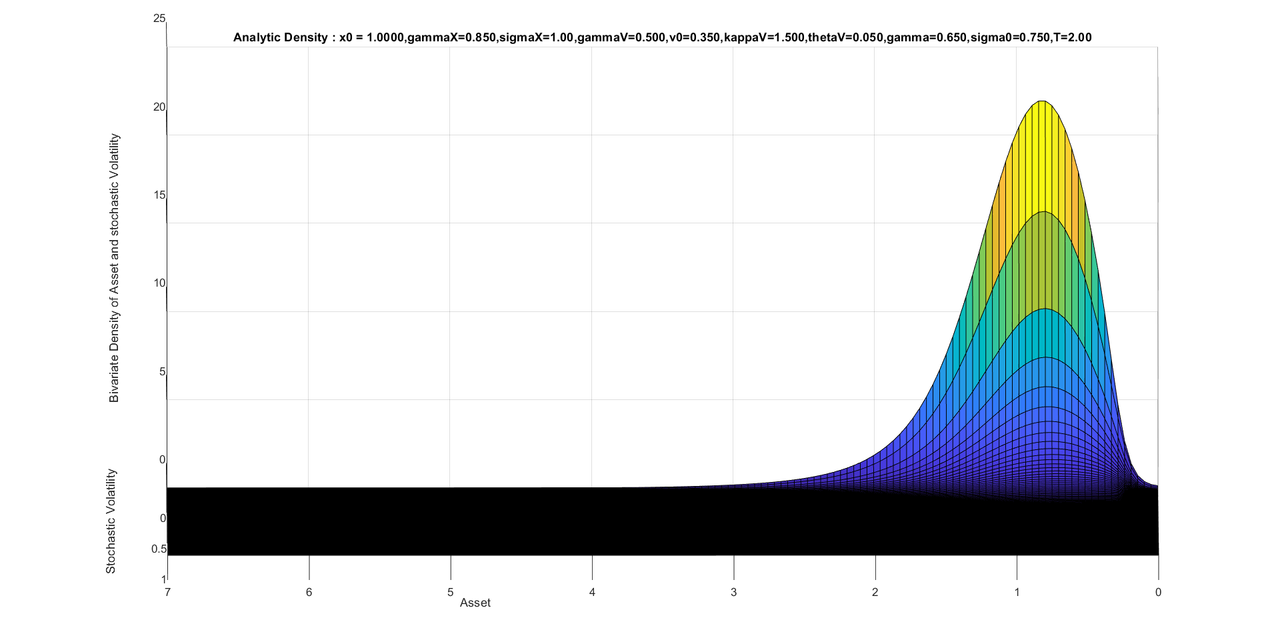 Analytic Density : x0 = 1.0000,gammaX=0.850,sigmaX=1.00,gammaV=0.500,v0=0.350,kappaV=1.500,thetaV=0.050,gamma=0.650,sigma0=0.750,T=2.00
Bivariate Density of Asset and stochastic Volatility
25
20
15
10
5
0
Stochastic Volatility
0
0.5
1
7 6 5 4 3 2 1 0
Asset